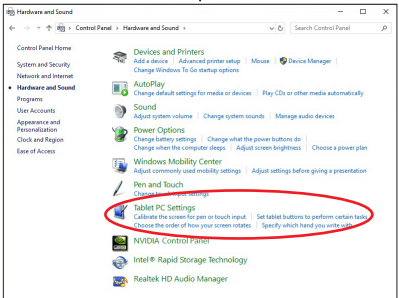 Hardware and Sound
Control Panel > Hardware and Sound >
Search Control Panel
Control Panel Home
System and Security
Network and Internet
Hardware and Sound
Programs
User Accounts
Appearance and
Personalization
Clock and Region
Ease of Access
Devices and Printers
Add a device | Advanced printer setup | Mouse | Device Manager |
Change Windows To Go startup options
AutoPlay
Change default settings for media or devices | Play CDs or other media automatically
Sound
Adjust system volume | Change system sounds | Manage audio devices
Power Options
Change battery settings | Change what the power buttons do |
Change when the computer sleeps | Adjust screen brightness | Choose a power plan
Windows Mobility Center
Adjust commonly used mobility settings | Adjust settings before giving a presentation
Pen and Touch
Change touch input settings
Tablet PC Settings
Calibrate the screen for pen or touch input | Set tablet buttons to perform certain tasks
Choose the order of how your screen rotates | Specify which hand you write with
NVIDIA Control Panel
Intel® Rapid Storage Technology
Realtek HD Audio Manager